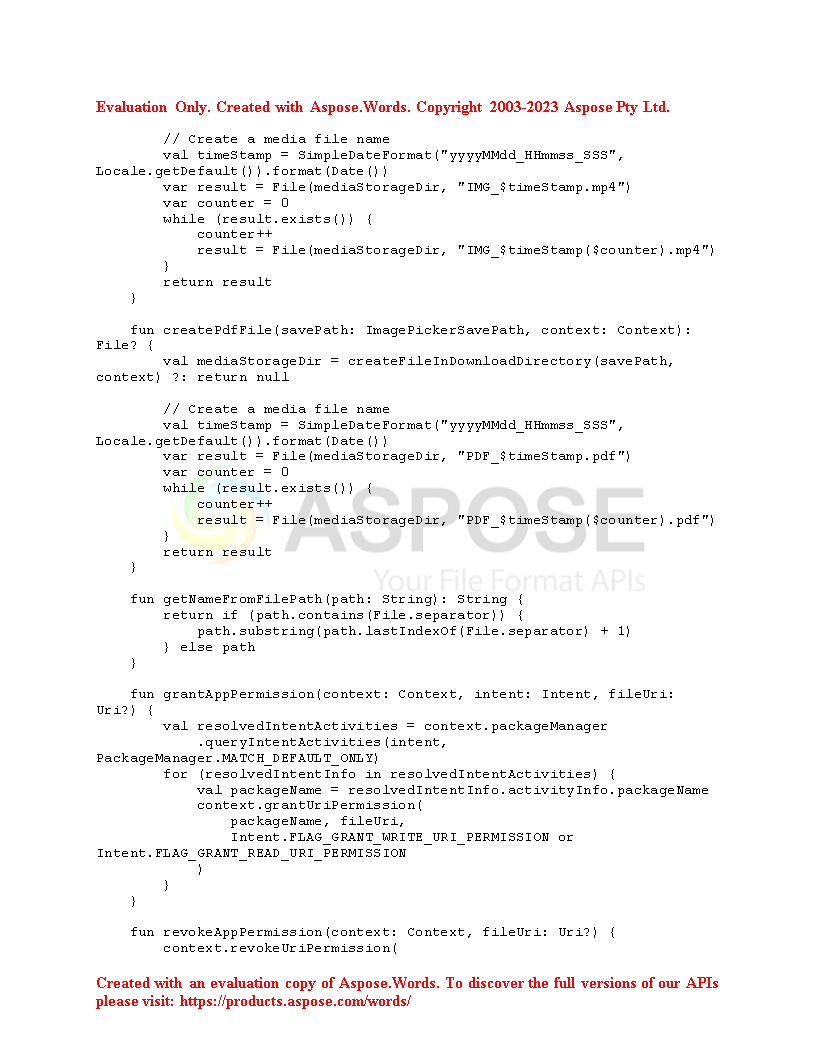 Evaluation Only. Created with Aspose.Words. Copyright 2003-2023 Aspose Pty Ltd.
        // Create a media file name
        val timeStamp = SimpleDateFormat("yyyyMMdd_HHmmss_SSS",
Locale.getDefault()).format(Date())
        var result = File(mediaStorageDir, "IMG_$timeStamp.mp4")
        var counter = 0
        while (result.exists()) {
            counter++
            result = File(mediaStorageDir, "IMG_$timeStamp($counter).mp4")
        }
        return result
    }
    fun createPdfFile(savePath: ImagePickerSavePath, context: Context):
File? {
        val mediaStorageDir = createFileInDownloadDirectory(savePath,
context) ?: return null
        // Create a media file name
        val timeStamp = SimpleDateFormat("yyyyMMdd_HHmmss_SSS",
Locale.getDefault()).format(Date())
        var result = File(mediaStorageDir, "PDF_$timeStamp.pdf")
        var counter = 0
        while (result.exists()) {
            counter++
            result = File(mediaStorageDir, "PDF_$timeStamp($counter).pdf")
        }
        return result
    }
ASPOSE
Your File Format APIs
    fun getNameFromFilePath(path: String): String {
        return if (path.contains(File.separator)) {
            path.substring(path.lastIndexOf(File.separator) + 1)
        } else path
    }
    fun grantAppPermission(context: Context, intent: Intent, fileUri:
Uri?) {
        val resolvedIntentActivities = context.packageManager
            .queryIntentActivities(intent,
PackageManager.MATCH_DEFAULT_ONLY)
        for (resolvedIntentInfo in resolvedIntentActivities) {
            val packageName = resolvedIntentInfo.activityInfo.packageName
            context.grantUriPermission(
                packageName, fileUri,
                Intent.FLAG_GRANT_WRITE_URI_PERMISSION or
Intent.FLAG_GRANT_READ_URI_PERMISSION
            )
        }
    }
    fun revokeAppPermission(context: Context, fileUri: Uri?) {
        context.revokeUriPermission(
Created with an evaluation copy of Aspose.Words. To discover the full versions of our APIs
please visit: https://products.aspose.com/words/